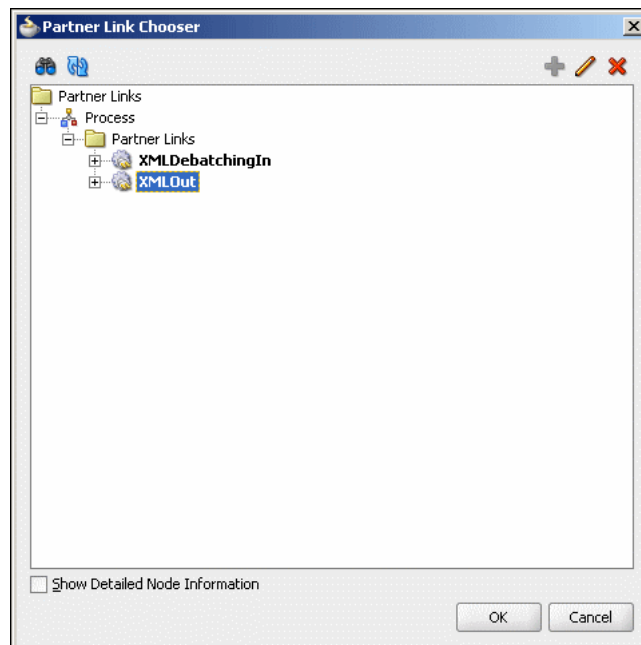 Partner Link Chooser
Partner Links
Process
Partner Links
XMLDebatchingIn
XMLOut
Show Detailed Node Information
OK Cancel